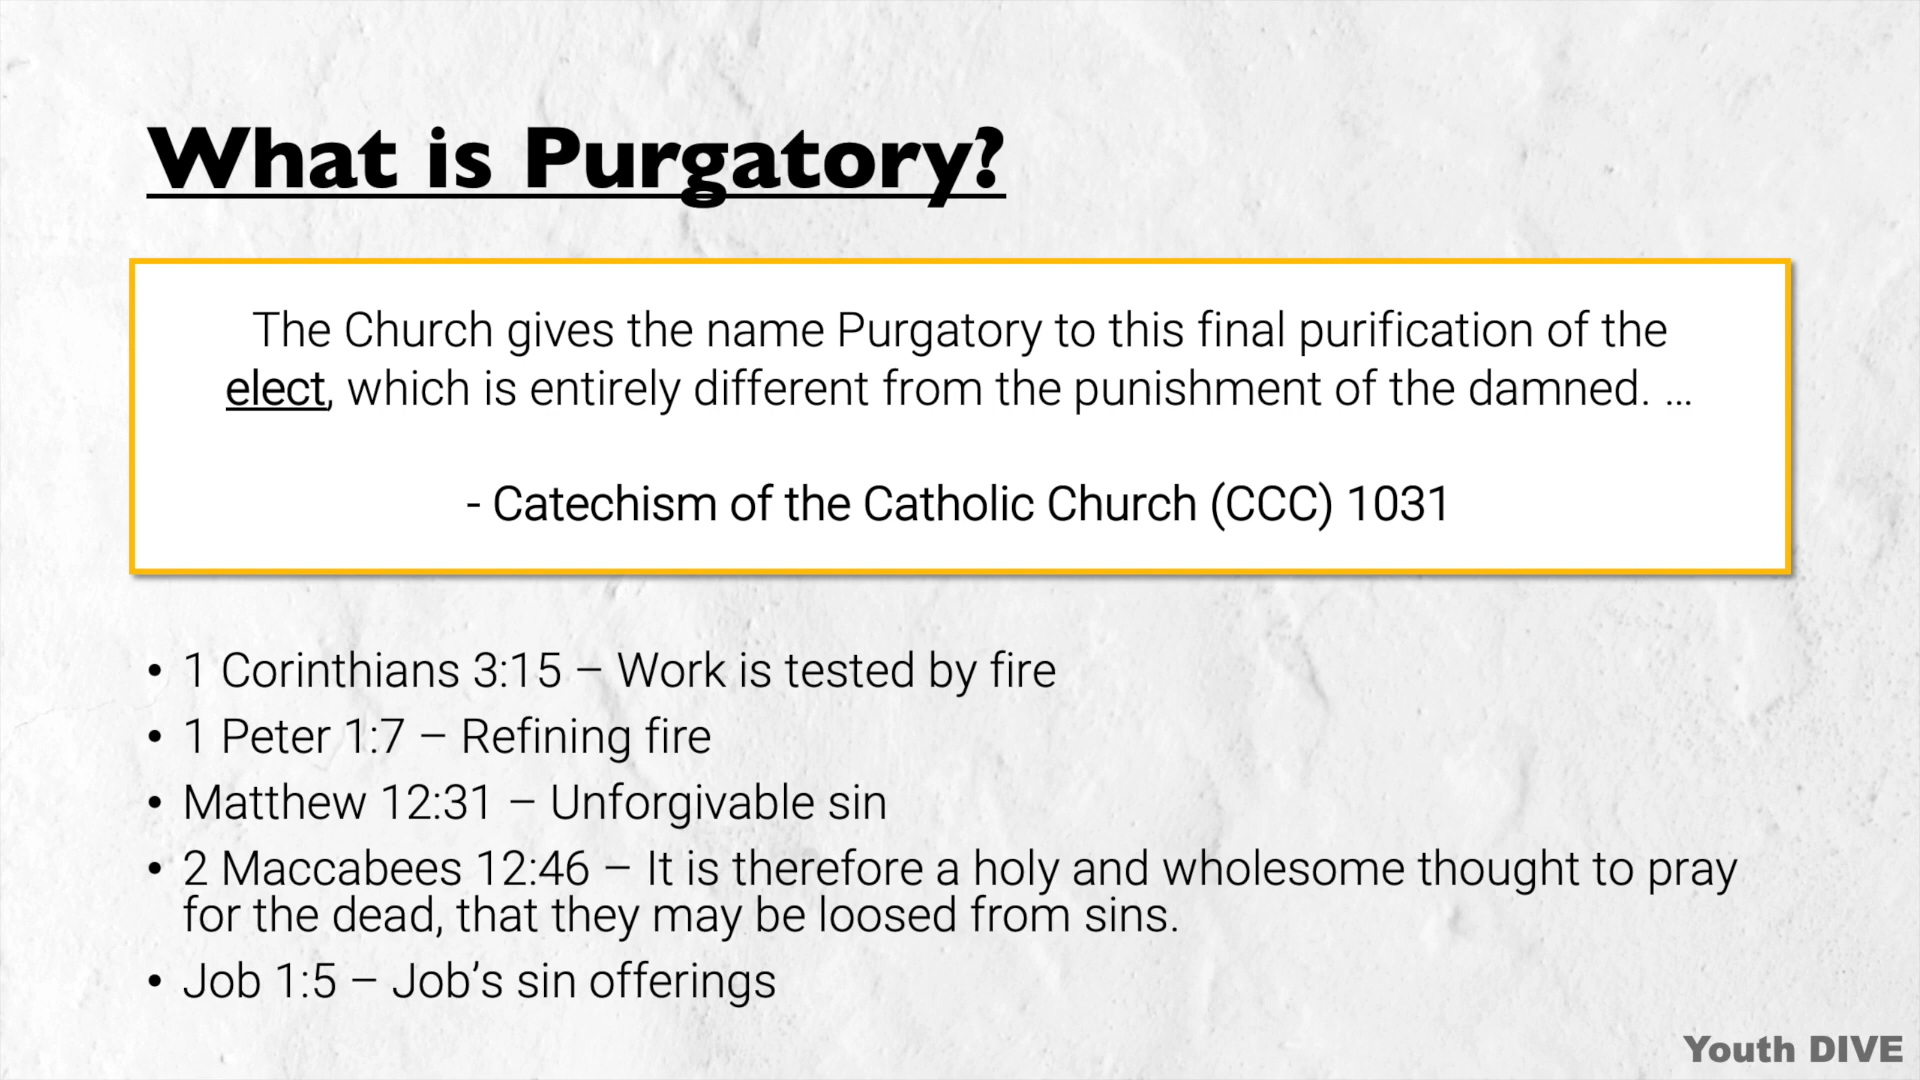 What is Purgatory?
The Church gives the name Purgatory to this final purification of the
elect, which is entirely different from the punishment of the damned. ...
- Catechism of the Catholic Church (CCC) 1031
• 1 Corinthians 3:15 – Work is tested by fire
• 1 Peter 1:7 – Refining fire
• Matthew 12:31 – Unforgivable sin
• 2 Maccabees 12:46 – It is therefore a holy and wholesome thought to pray
for the dead, that they may be loosed from sins.
• Job 1:5 – Job’s sin offerings
Youth DIVE